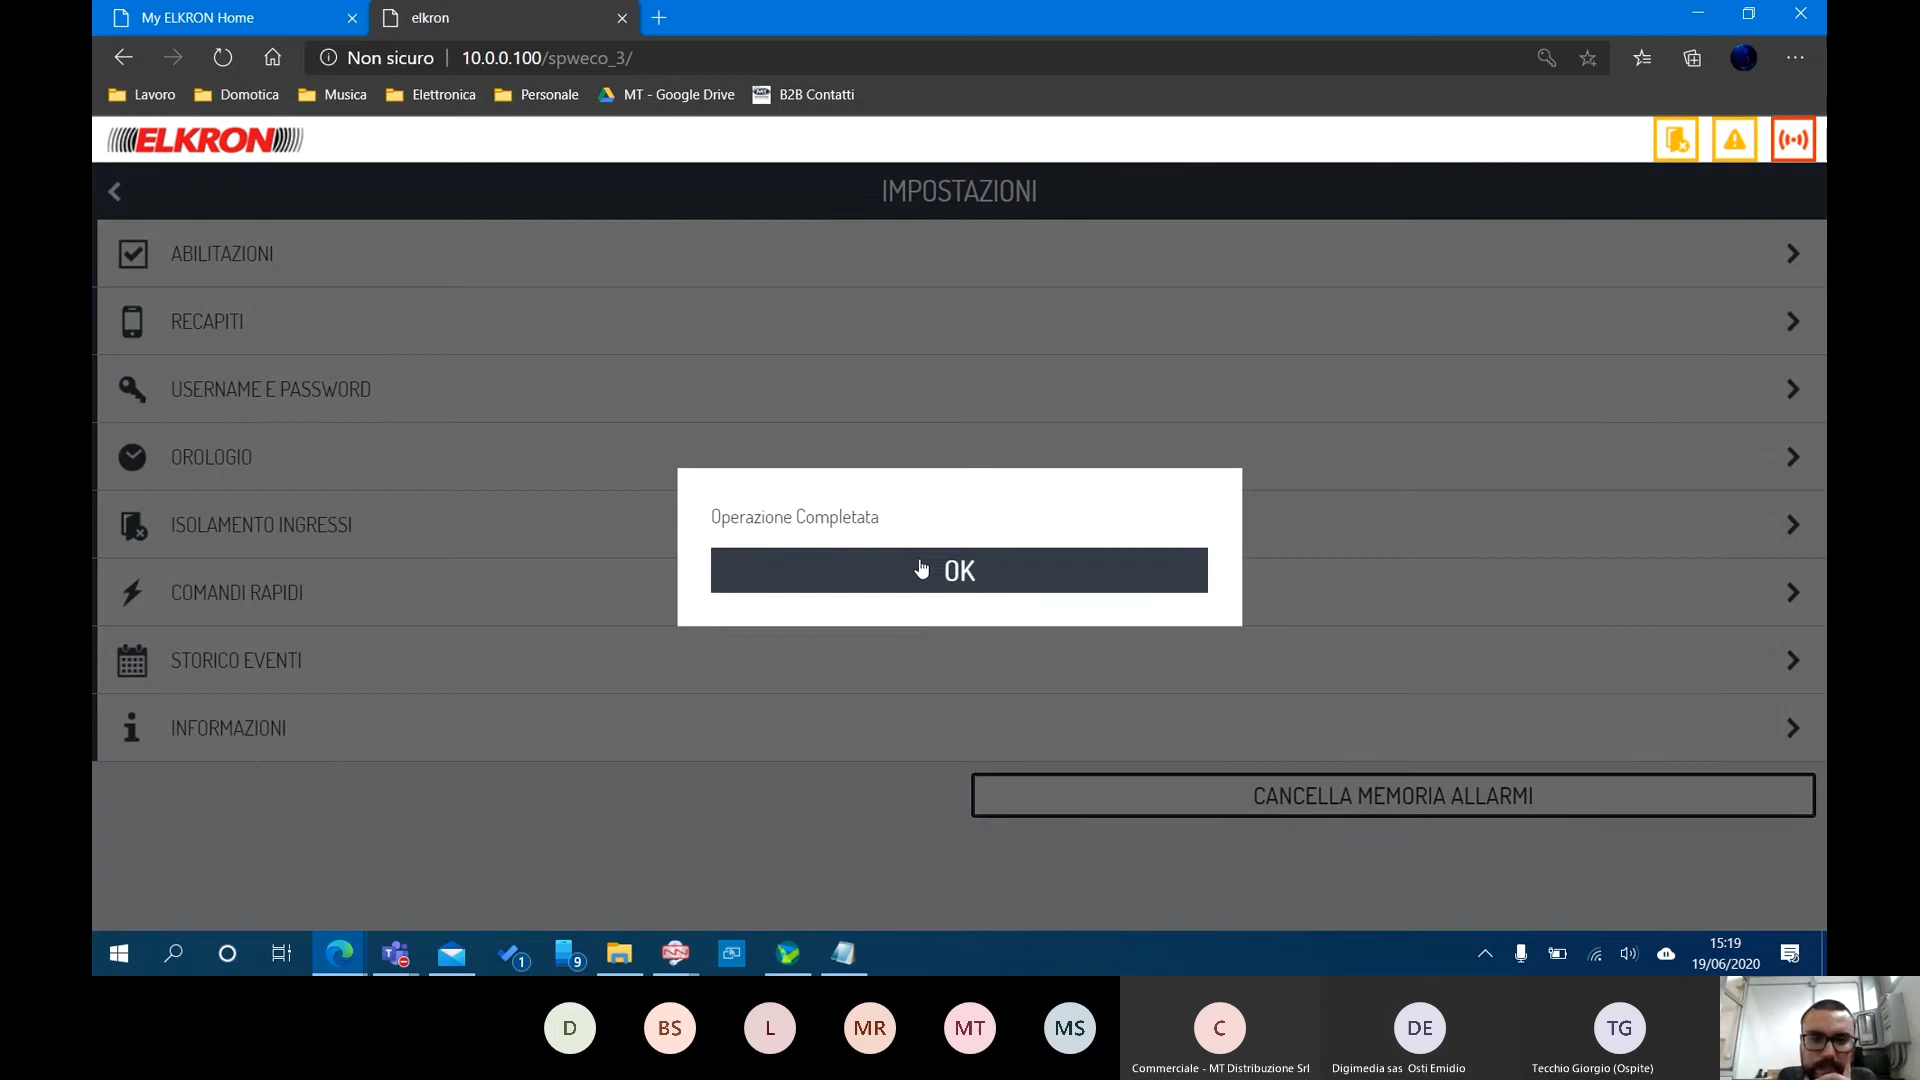 My ELKRON Home
elkron
Non sicuro
10.0.0.100/spweco_3/
Lavoro
Domotica
Musica
Elettronica
Personale
MT - Google Drive
B2B Contatti
ELKRON
IMPOSTAZIONI
ABILITAZIONI
RECAPITI
USERNAME E PASSWORD
OROLOGIO
ISOLAMENTO INGRESSI
COMANDI RAPIDI
STORICO EVENTI
INFORMAZIONI
Operazione Completata
OK
CANCELLA MEMORIA ALLARMI
1
9
15:19
19/06/2020
D
BS
L
MR
MT
MS
C
DE
TG
Commerciale - MT Distribuzione Srl
Digimedia sas Osti Emidio
Tecchio Giorgio (Ospite)